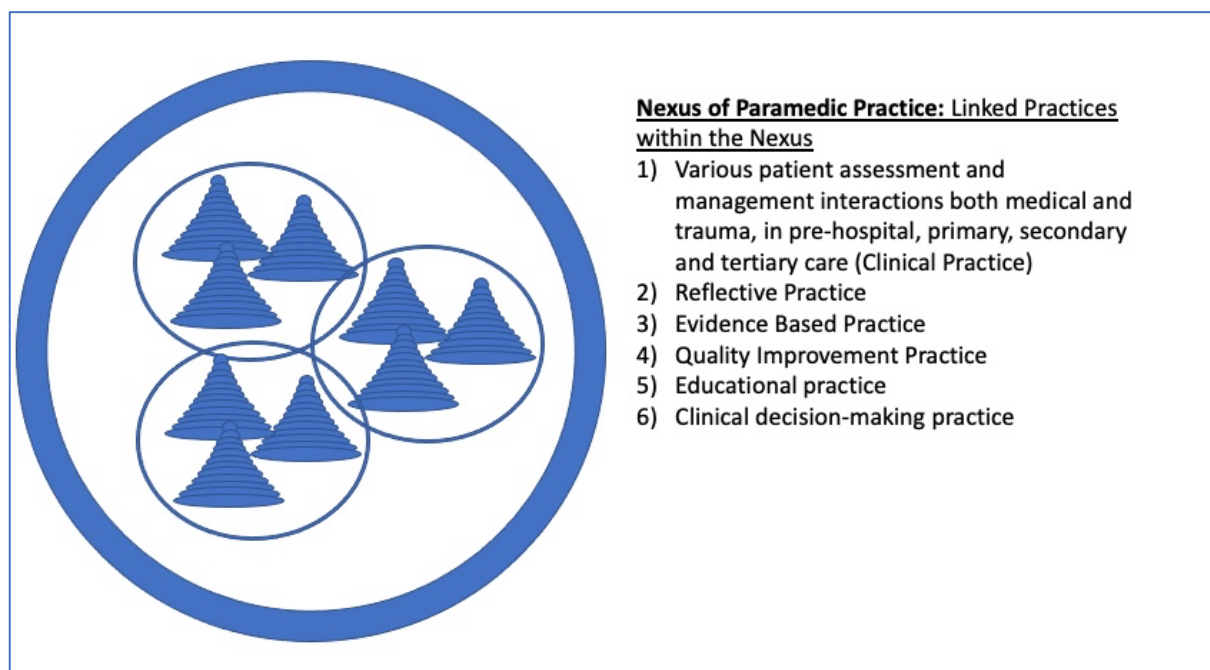 Nexus of Paramedic Practice: Linked Practices
within the Nexus
1) Various patient assessment and
management interactions both medical and
trauma, in pre-hospital, primary, secondary
and tertiary care (Clinical Practice)
2) Reflective Practice
3) Evidence Based Practice
4) Quality Improvement Practice
5) Educational practice
6) Clinical decision-making practice